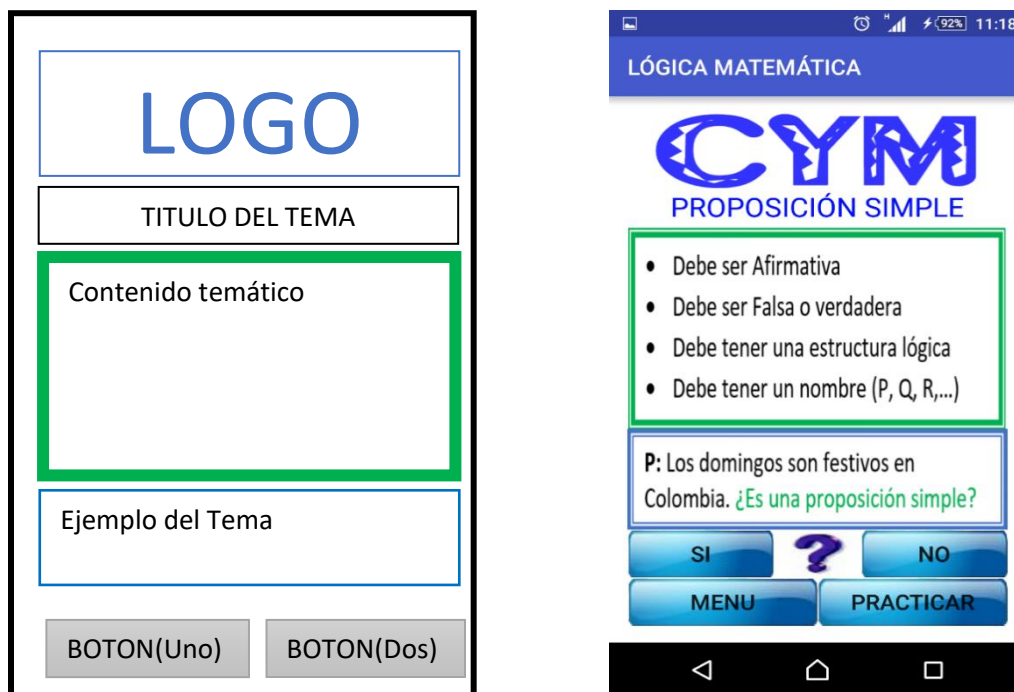 LOGO
TITULO DEL TEMA
Contenido temático
Ejemplo del Tema
BOTON(Uno)
BOTON(Dos)
H
92%
11:18
LÓGICA MATEMÁTICA
CYM
PROPOSICIÓN SIMPLE
• Debe ser Afirmativa
• Debe ser Falsa o verdadera
• Debe tener una estructura lógica
• Debe tener un nombre (P, Q, R,...)
P: Los domingos son festivos en
Colombia. ¿Es una proposición simple?
SI
?
NO
MENU
PRACTICAR